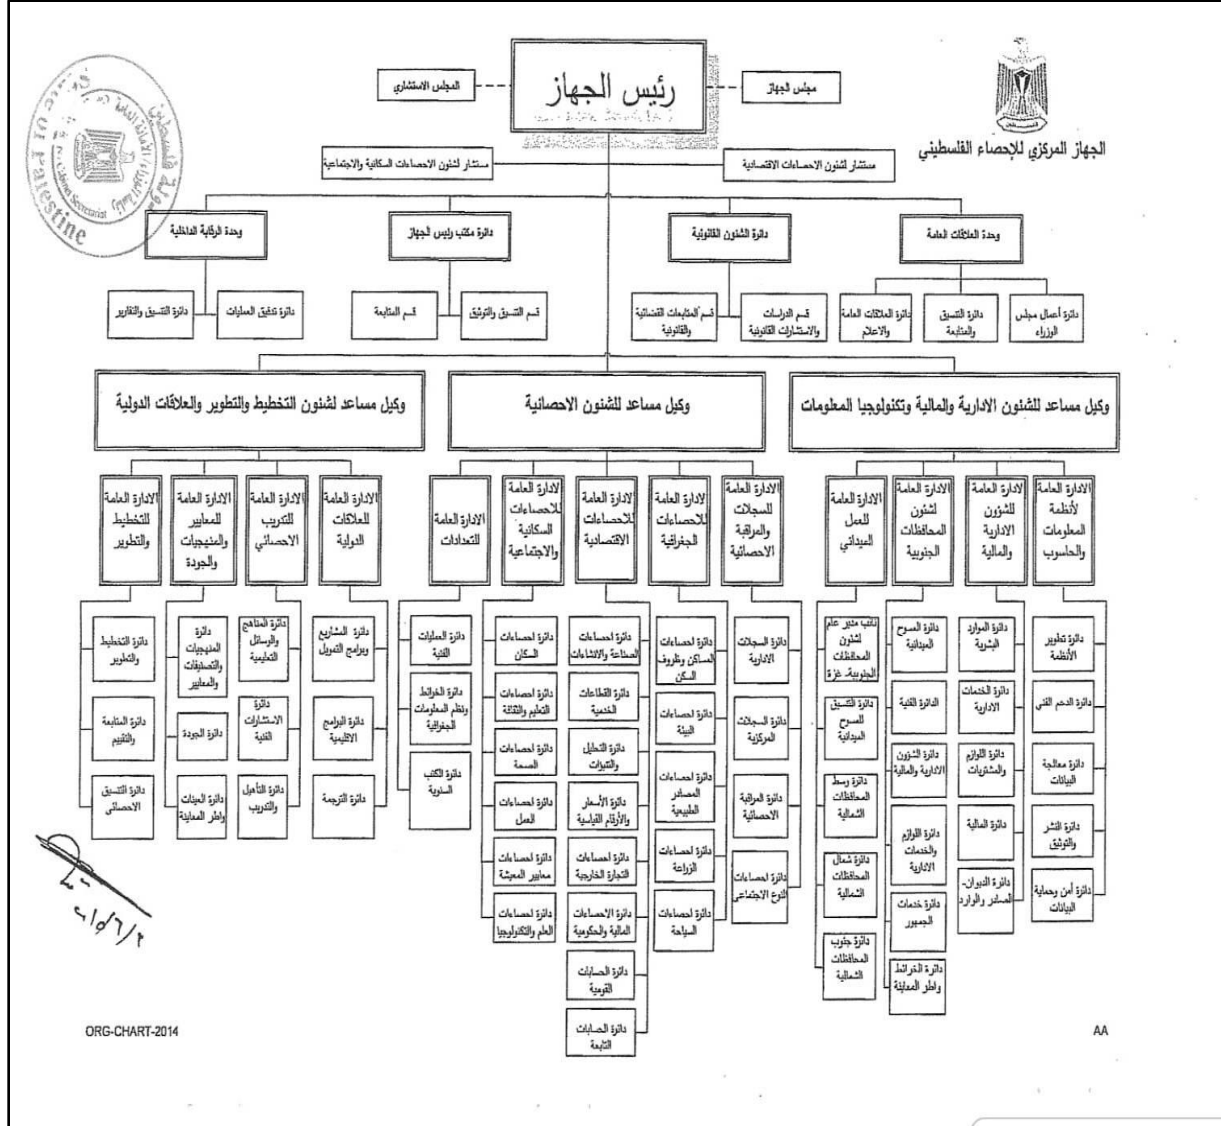 المجلس الاستشاري
رئيس الجهاز
مجلس الجهاز
الجهاز المركزي للإحصاء الفلسطيني
مستشار لشئون الاحصاءات السكانية والاجتماعية
مستشار لشئون الاحصاءات الاقتصادية
وحدة العلاقات العامة
دائرة الشئون القانونية
دائرة مكتب رئيس الجهاز
وحدة الرقابة الداخلية
دائرة أعمال مجلس
الوزراء
دائرة التنسيق
والمتابعة
دائرة العلاقات العامة
والاعلام
قسم الدراسات
والاستشارات القانونية
قسم المتابعات القضائية
والقانونية
قسم التنسيق والتوثيق
قسم المتابعة
دائرة تدقيق العمليات
دائرة التنسيق والتقارير
وكيل مساعد للشئون الادارية والمالية وتكنولوجيا المعلومات
وكيل مساعد للشئون الاحصائية
وكيل مساعد لشئون التخطيط والتطوير والعلاقات الدولية
الادارة العامة
لأنظمة
المعلومات
والحاسوب
الادارة العامة
للشؤون
الادارية
والمالية
الادارة العامة
لشئون
المحافظات
الجنوبية
الادارة العامة
للعمل
الميداني
الادارة العامة
للسجلات
والمراقبة
الاحصائية
الادارة العامة
للاحصاءات
الجغرافية
الادارة العامة
للاحصاءات
الاقتصادية
الادارة العامة
للاحصاءات
السكانية
والاجتماعية
الادارة العامة
للتعدادات
الادارة العامة
للعلاقات
الدولية
الادارة العامة
للتدريب
الاحصائي
الادارة العامة
للمعايير
والمنهجيات
والجودة
الادارة العامة
للتخطيط
والتطوير
دائرة تطوير
الأنظمة
دائرة الدعم الفني
دائرة معالجة
البيانات
دائرة النشر
والتوثيق
دائرة أمن وحماية
البيانات
دائرة الموارد
البشرية
دائرة الخدمات
الادارية
دائرة اللوازم
والمشتريات
دائرة المالية
دائرة الديوان-
الصادر والوارد
دائرة المسوح
الميدانية
الدائرة الفنية
دائرة الشؤون
الادارية والمالية
دائرة اللوازم
والخدمات
الادارية
دائرة خدمات
الجمهور
دائرة الخرائط
واطر المعاينة
نائب مدير عام
لشئون
المحافظات
الجنوبية- غزة
دائرة التنسيق
للمسوح
الميدانية
دائرة وسط
المحافظات
الشمالية
دائرة شمال
المحافظات
الشمالية
دائرة جنوب
المحافظات
الشمالية
دائرة السجلات
الادارية
دائرة السجلات
المركزية
دائرة المراقبة
الاحصائية
دائرة احصاءات
النوع الاجتماعي
دائرة احصاءات
المساكن وظروف
السكن
دائرة احصاءات
البيئة
دائرة احصاءات
المصادر
الطبيعية
دائرة احصاءات
الزراعة
دائرة احصاءات
السياحة
دائرة احصاءات
الصناعة والانشاءات
دائرة القطاعات
الخدمية
دائرة التحليل
والتنبؤات
دائرة الأسعار
والأرقام القياسية
دائرة احصاءات
التجارة الخارجية
دائرة الاحصاءات
المالية والحكومية
دائرة الحسابات
القومية
دائرة الحسابات
التابعة
دائرة احصاءات
السكان
دائرة احصاءات
التعليم والثقافة
دائرة احصاءات
الصحة
دائرة احصاءات
العمل
دائرة احصاءات
معايير المعيشة
دائرة احصاءات
العلم والتكنولوجيا
دائرة العمليات
الفنية
دائرة الخرائط
ونظم المعلومات
الجغرافية
دائرة الكتب
السنوية
دائرة المشاريع
وبرامج التمويل
دائرة البرامج
الاقليمية
دائرة الترجمة
دائرة المناهج
والوسائل
التعليمية
دائرة
الاستشارات
الفنية
دائرة التأهيل
والتدريب
دائرة
المنهجيات
والتصنيفات
والمعايير
دائرة الجودة
دائرة العينات
واطر المعاينة
دائرة التخطيط
والتطوير
دائرة المتابعة
والتقييم
دائرة التنسيق
الاحصائي
ORG-CHART-2014
AA